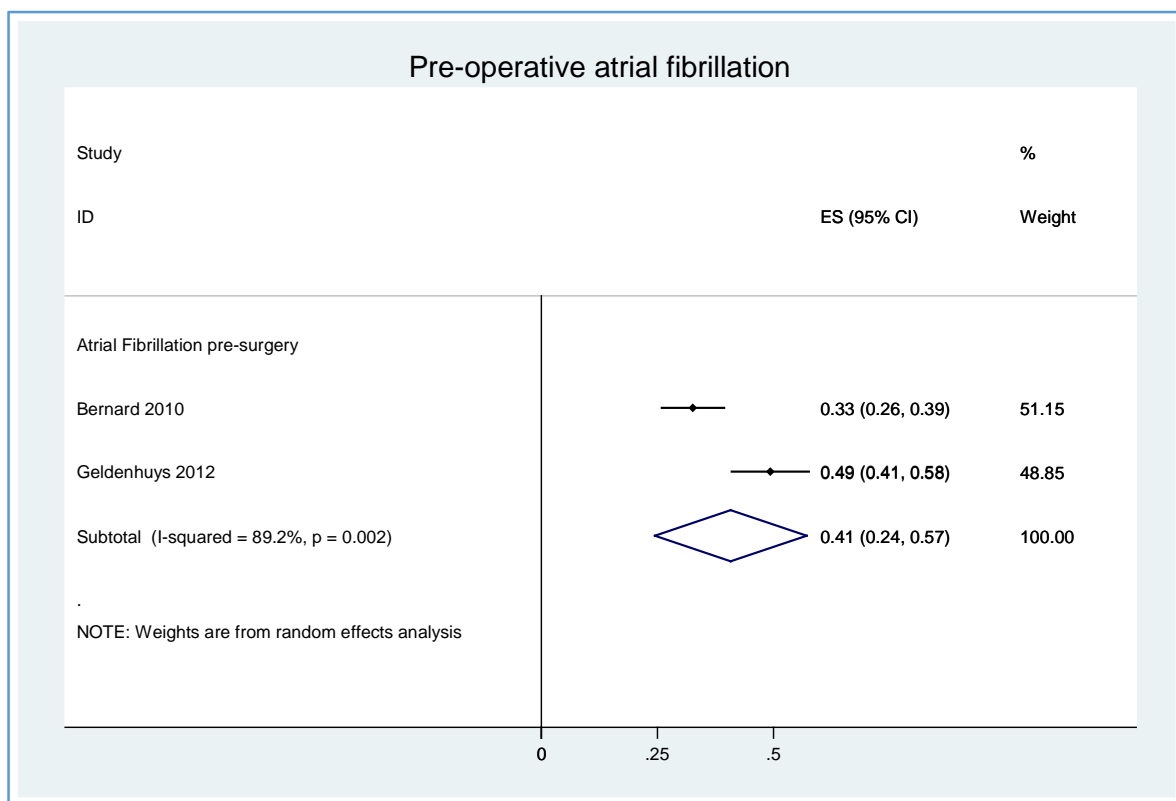 Pre-operative atrial fibrillation
Study %
ID ES (95% CI) Weight
Atrial Fibrillation pre-surgery
Bernard 2010 0.33 (0.26, 0.39) 51.15
Geldenhuys 2012 0.49 (0.41, 0.58) 48.85
Subtotal (I-squared = 89.2%, p = 0.002) 0.41 (0.24, 0.57) 100.00
.
NOTE: Weights are from random effects analysis
0 .25 .5